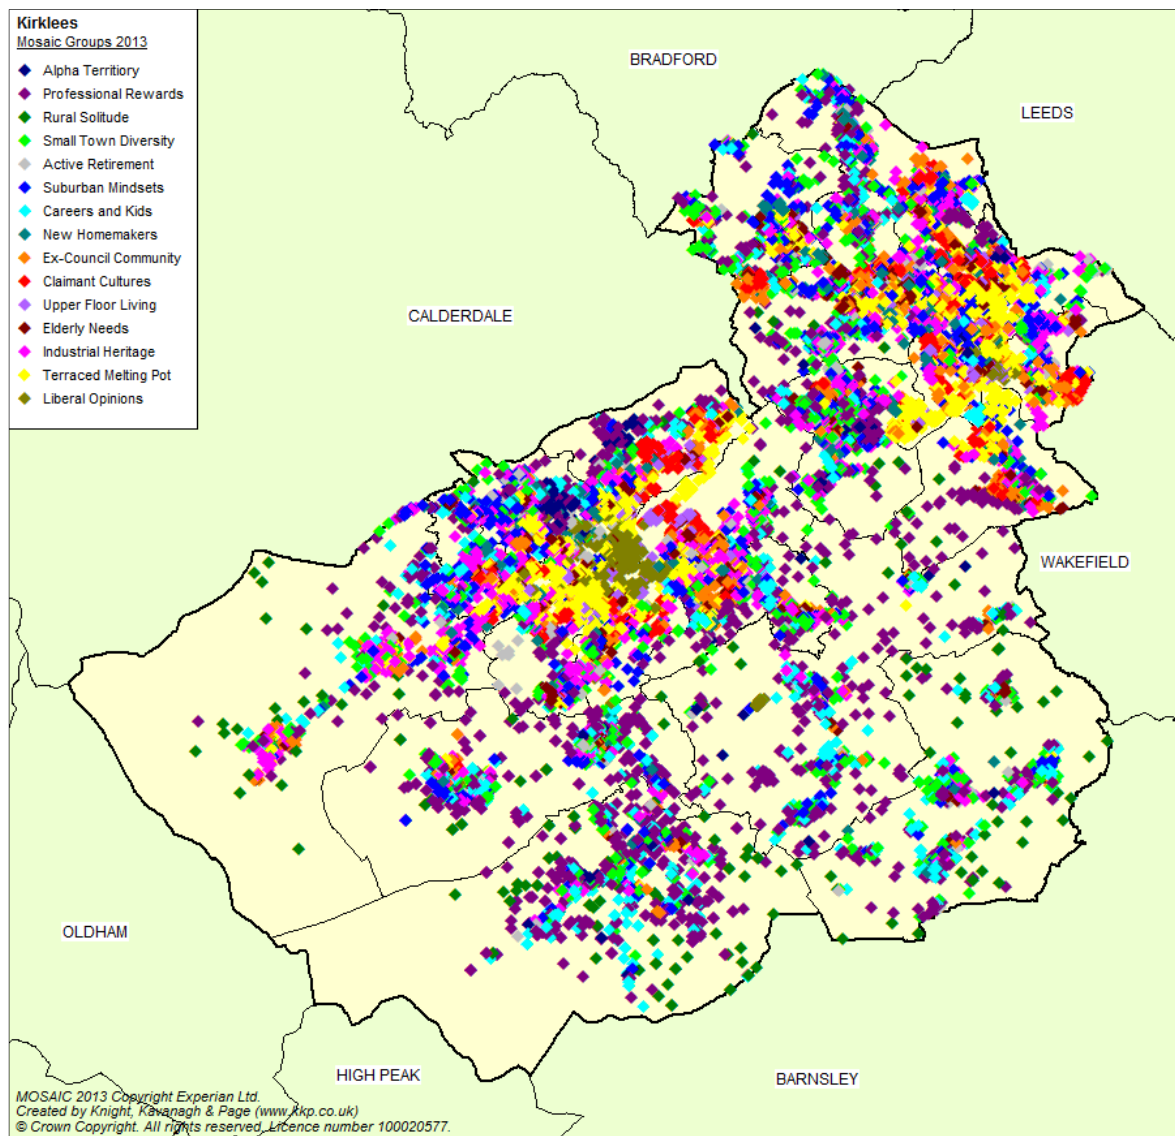 Kirklees
Mosaic Groups 2013
Alpha Territiory
Professional Rewards
Rural Solitude
Small Town Diversity
Active Retirement
Suburban Mindsets
Careers and Kids
New Homemakers
Ex-Council Community
Claimant Cultures
Upper Floor Living
Elderly Needs
Industrial Heritage
Terraced Melting Pot
Liberal Opinions
BRADFORD
LEEDS
CALDERDALE
WAKEFIELD
OLDHAM
HIGH PEAK
BARNSLEY
MOSAIC 2013 Copyright Experian Ltd.
Created by Knight, Kavanagh & Page (www.kkp.co.uk)
© Crown Copyright. All rights reserved. Licence number 100020577.